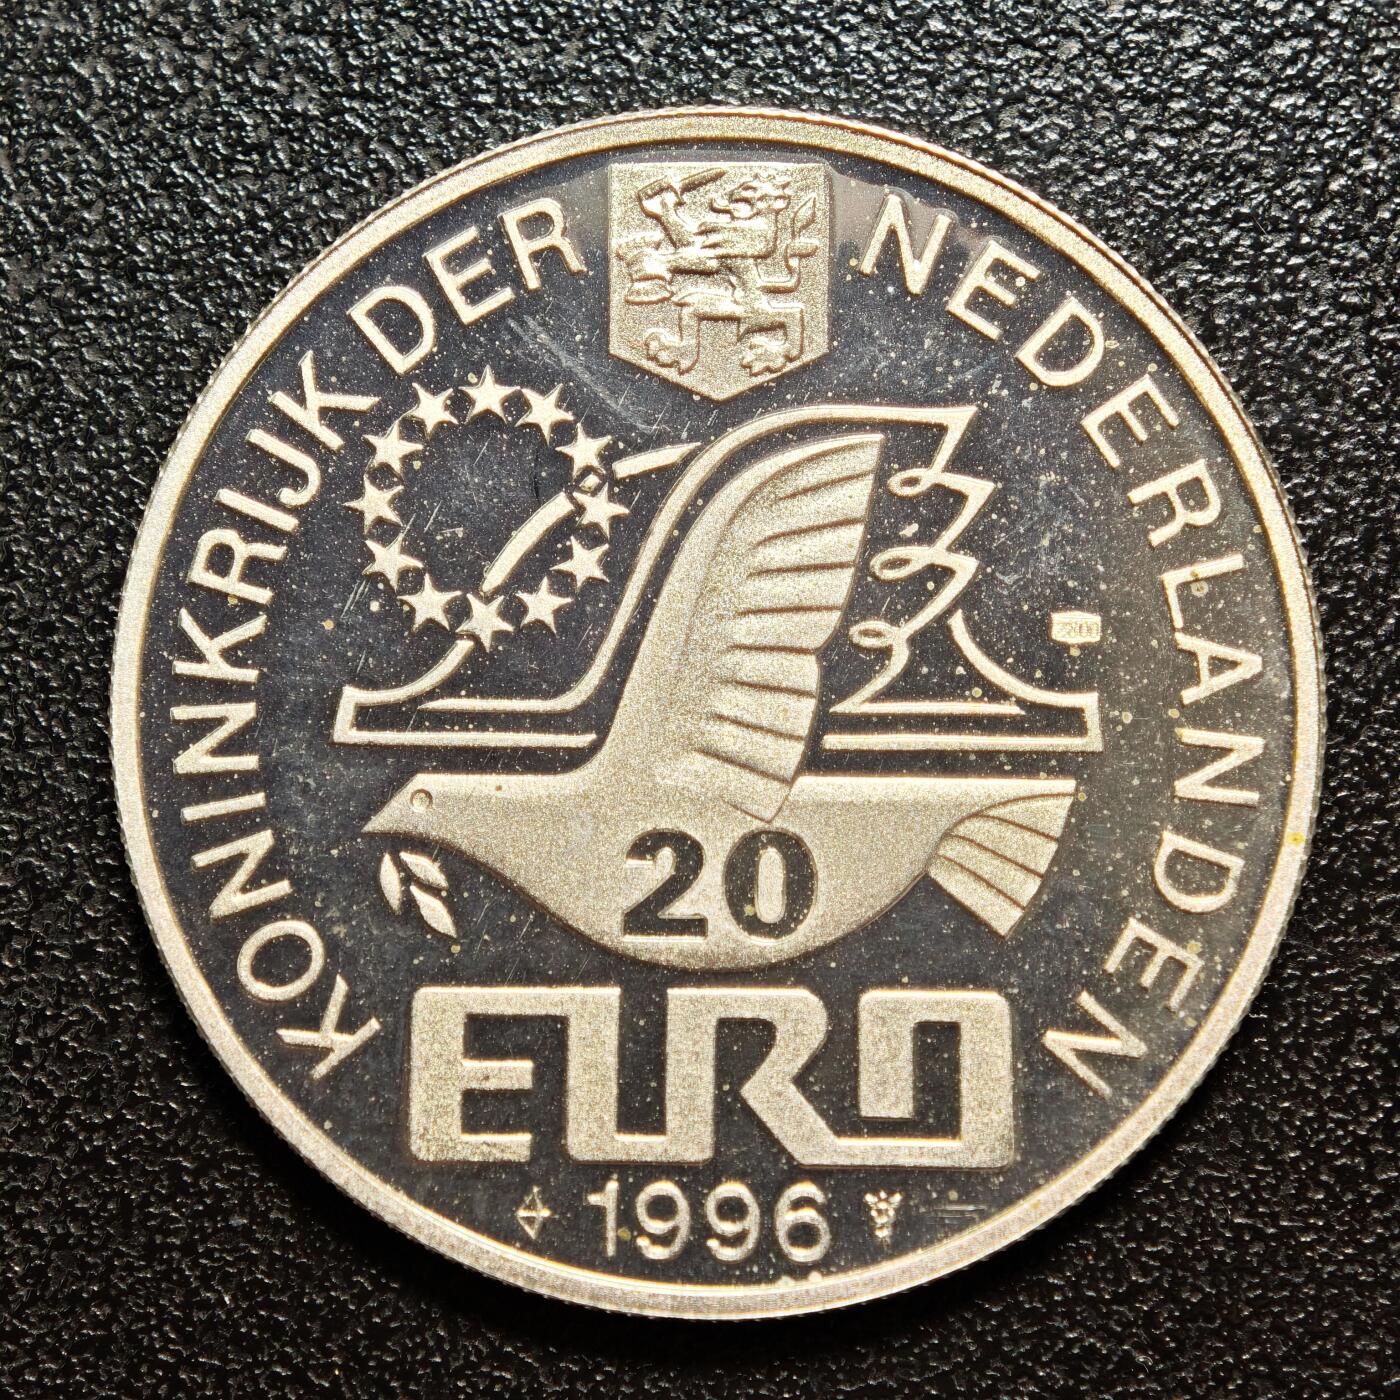 KONINKRIJK DER NEDERLANDEN
20
EURO
1996